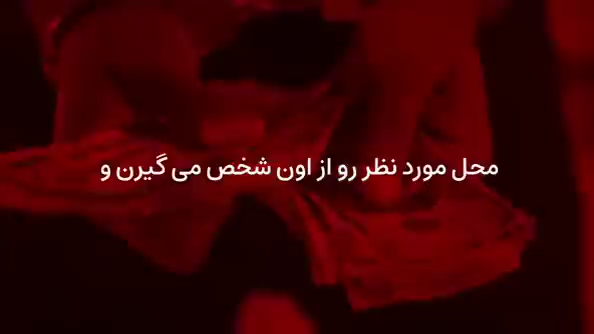 محل مورد نظر رو از اون شخص می گیرن و